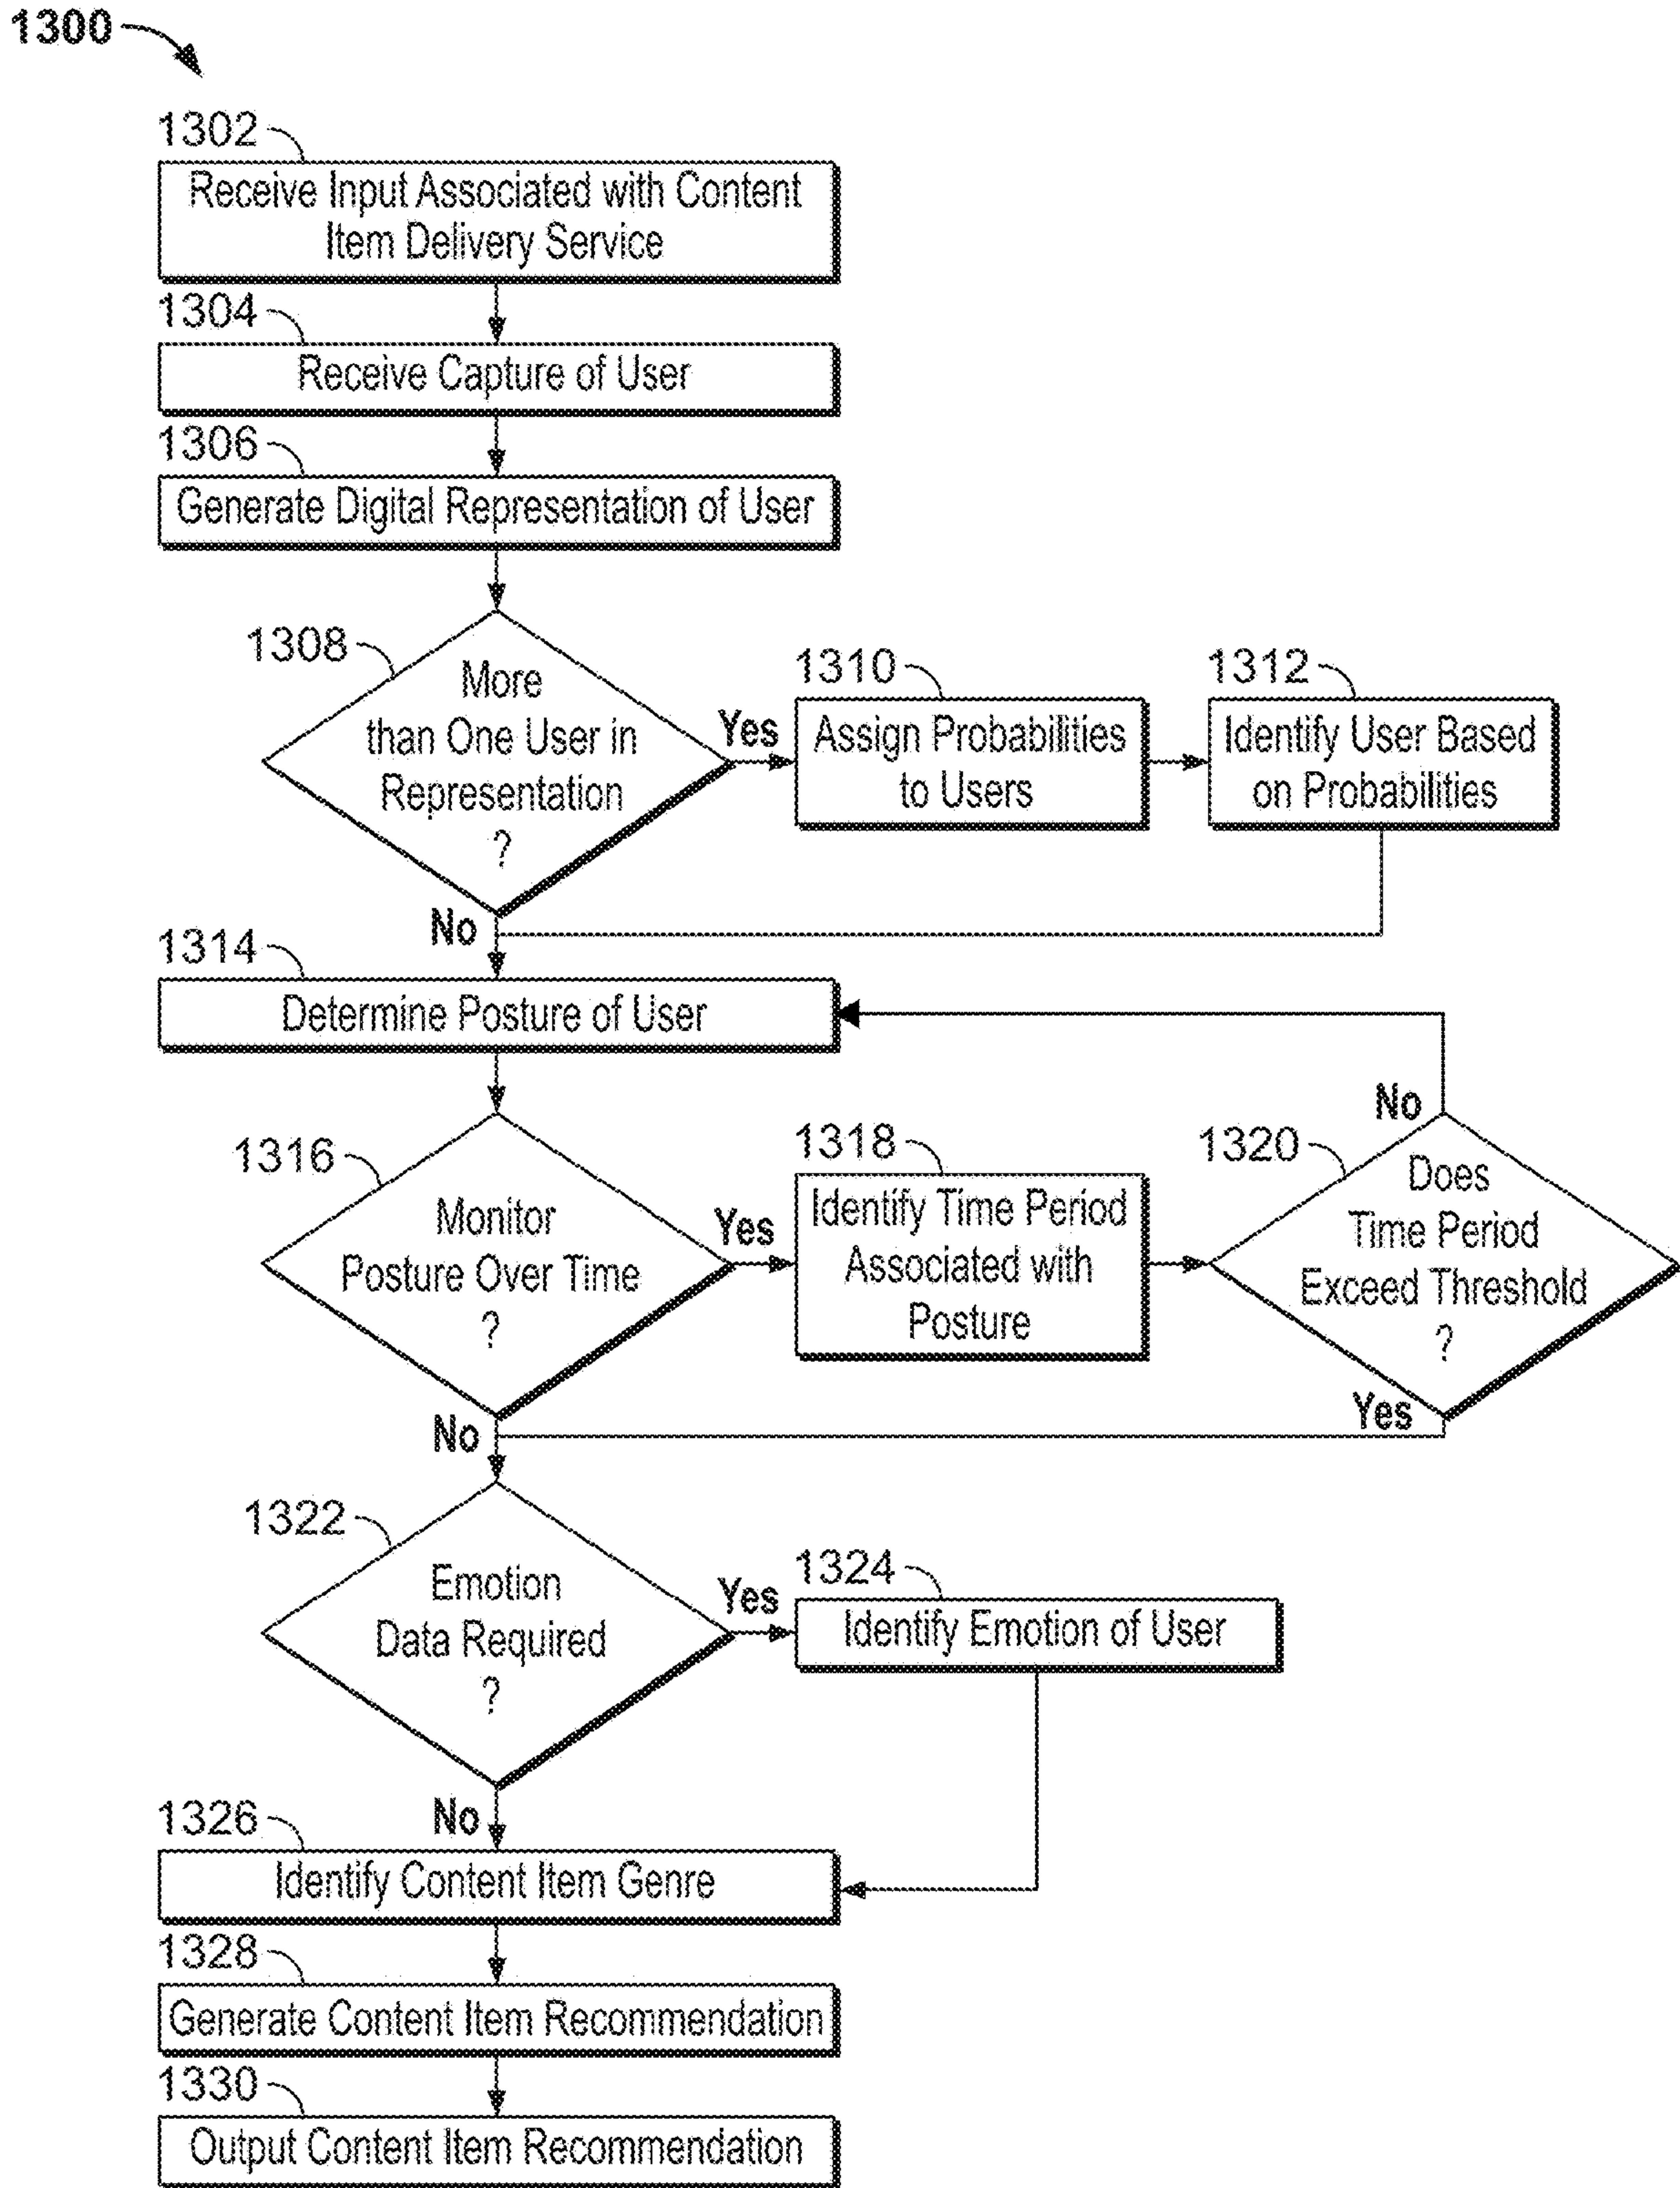 1300
1302
Receive Input Associated with Content
Item Delivery Service
1304
Receive Capture of User
1306
Generate Digital Representation of User
1308
More
than One User in
Representation
?
Yes
1310
Assign Probabilities
to Users
1312
Identify User Based
on Probabilities
No
1314
Determine Posture of User
1316
Monitor
Posture Over Time
?
Yes
1318
Identify Time Period
Associated with
Posture
1320
No
Does
Time Period
Exceed Threshold
?
Yes
No
1322
Emotion
Data Required
?
Yes
1324
Identify Emotion of User
No
1326
Identify Content Item Genre
1328
Generate Content Item Recommendation
1330
Output Content Item Recommendation